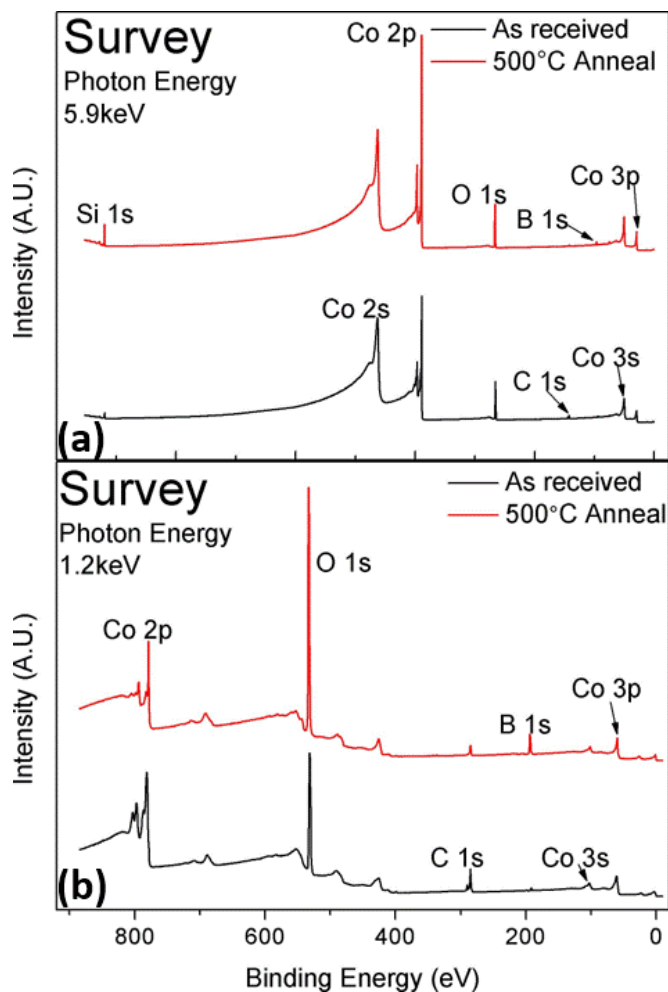 Survey
Photon Energy
5.9keV
Co 2p
As received
500°C Anneal
Si 1s
O 1s
B 1s
Co 3p
Co 2s
C 1s
Co 3s
Intensity (A.U.)
(a)
Survey
Photon Energy
1.2keV
As received
500°C Anneal
O 1s
Co 2p
B 1s
Co 3p
C 1s
Co 3s
Intensity (A.U.)
(b)
800 600 400 200 0
Binding Energy (eV)